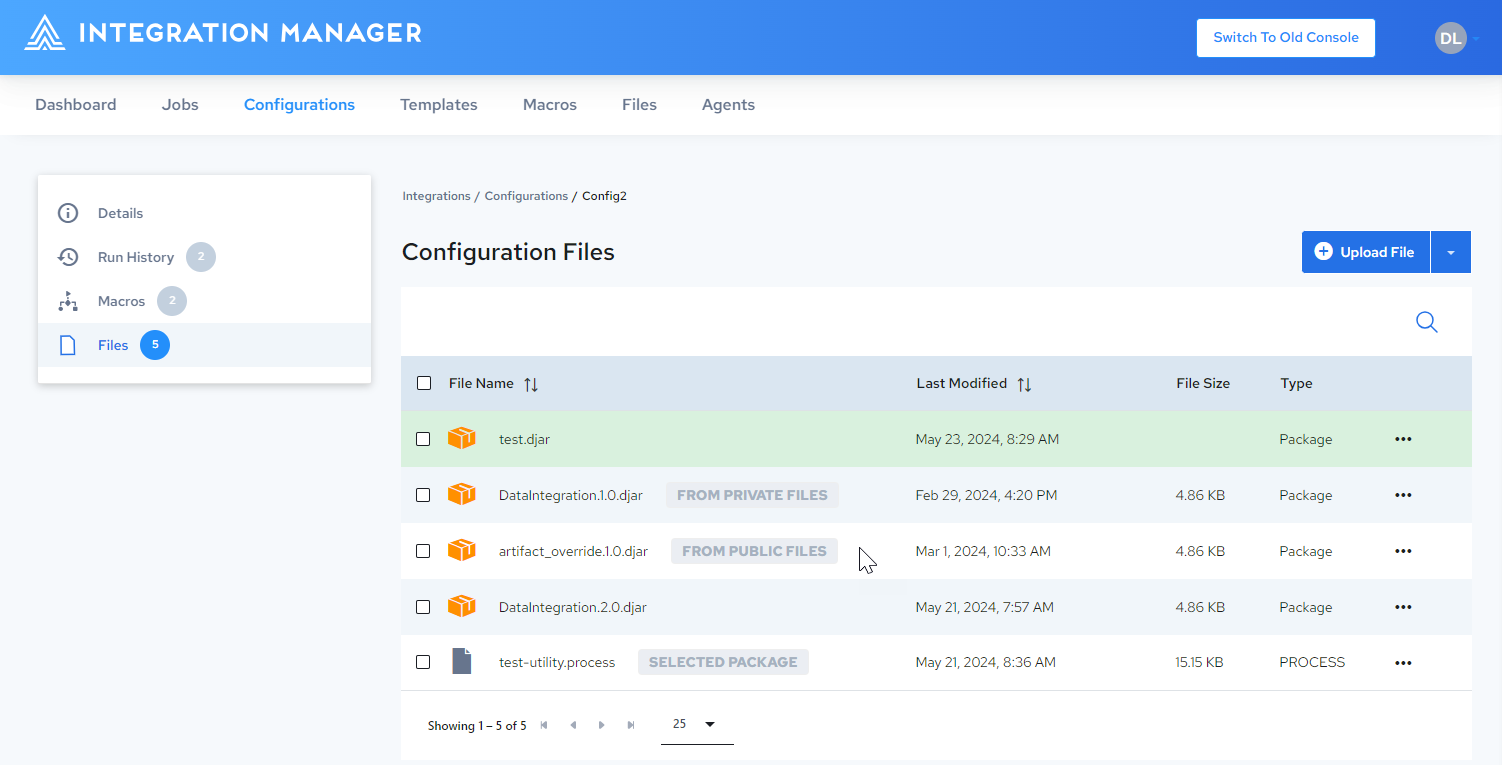 INTEGRATION MANAGER
Switch To Old Console
DL
Dashboard Jobs Configurations Templates Macros Files Agents
Details
Run History 2
Macros 2
Files 5
Integrations / Configurations / Config2
Configuration Files
Upload File
File Name Last Modified File Size Type
test.djar May 23, 2024, 8:29 AM Package
DataIntegration.1.0.djar FROM PRIVATE FILES Feb 29, 2024, 4:20 PM 4.86 KB Package
artifact_override.1.0.djar FROM PUBLIC FILES Mar 1, 2024, 10:33 AM 4.86 KB Package
DataIntegration.2.0.djar May 21, 2024, 7:57 AM 4.86 KB Package
test-utility.process SELECTED PACKAGE May 21, 2024, 8:36 AM 15.15 KB PROCESS
Showing 1 – 5 of 5 25